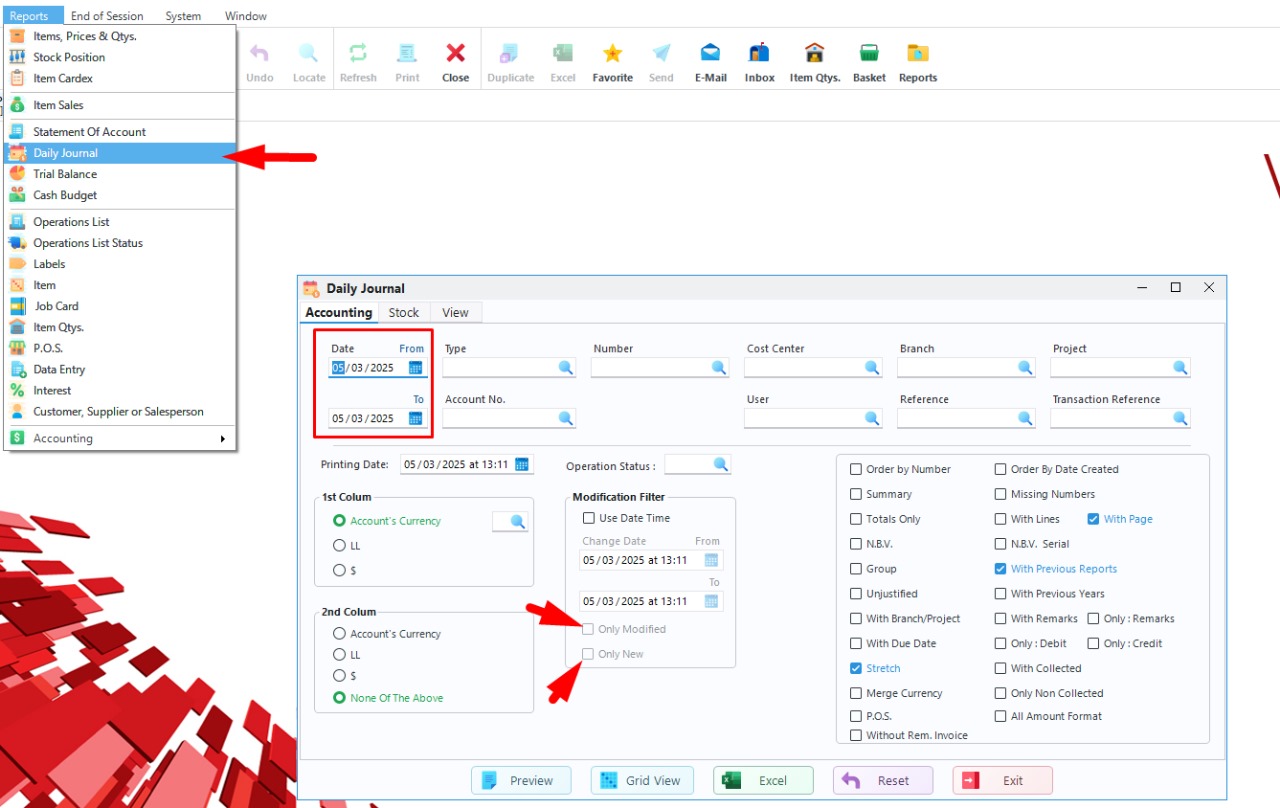 Reports End of Session System Window
Items, Prices & Qtys.
Stock Position
Item Cardex
Item Sales
Statement Of Account
Daily Journal
Trial Balance
Cash Budget
Operations List
Operations List Status
Labels
Item
Job Card
Item Qtys.
P.O.S.
Data Entry
Interest
Customer, Supplier or Salesperson
Accounting
Undo Locate Refresh Print Close Duplicate Excel Favorite Send E-Mail Inbox Item Qtys. Basket Reports
Daily Journal
Accounting Stock View
Date From Type Number Cost Center Branch Project
05/03/2025
To Account No. User Reference Transaction Reference
05/03/2025
Printing Date: 05/03/2025 at 13:11 Operation Status :
1st Colum
Account's Currency
LL
$
2nd Colum
Account's Currency
LL
$
None Of The Above
Modification Filter
Use Date Time
Change Date From
05/03/2025 at 13:11
To
05/03/2025 at 13:11
Only Modified
Only New
Order by Number Order By Date Created
Summary Missing Numbers
Totals Only With Lines With Page
N.B.V. N.B.V. Serial
Group With Previous Reports
Unjustified With Previous Years
With Branch/Project With Remarks Only : Remarks
With Due Date Only : Debit Only : Credit
Stretch With Collected
Merge Currency Only Non Collected
P.O.S. All Amount Format
Without Rem. Invoice
Preview Grid View Excel Reset Exit